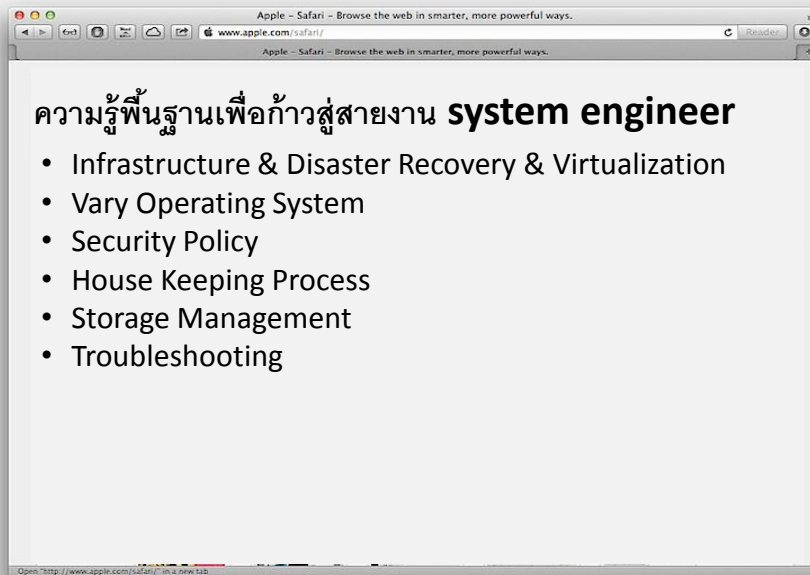 Apple – Safari – Browse the web in smarter, more powerful ways.
www.apple.com/safari/
Reader
Apple – Safari – Browse the web in smarter, more powerful ways.
ความรู้พื้นฐานเพื่อก้าวสู่สายงาน system engineer
• Infrastructure & Disaster Recovery & Virtualization
• Vary Operating System
• Security Policy
• House Keeping Process
• Storage Management
• Troubleshooting
Open "http://www.apple.com/safari/" in a new tab